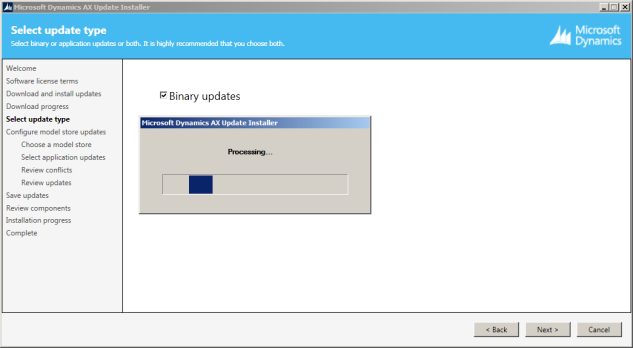 Microsoft Dynamics AX Update Installer
Select update type
Select binary or application updates or both. It is highly recommended that you choose both.
Microsoft
Dynamics
Welcome
Software license terms
Download and install updates
Download progress
Select update type
Configure model store updates
Choose a model store
Select application updates
Review conflicts
Review updates
Save updates
Review components
Installation progress
Complete
Binary updates
Microsoft Dynamics AX Update Installer
Processing...
< Back
Next >
Cancel